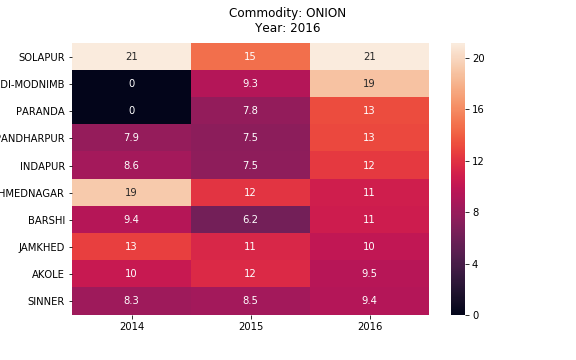 Commodity: ONION
Year: 2016
SOLAPUR 21 15 21
DI-MODNIMB 0 9.3 19
PARANDA 0 7.8 13
PANDHARPUR 7.9 7.5 13
INDAPUR 8.6 7.5 12
HMEDNAGAR 19 12 11
BARSHI 9.4 6.2 11
JAMKHED 13 11 10
AKOLE 10 12 9.5
SINNER 8.3 8.5 9.4
2014 2015 2016
20
16
12
8
4
0